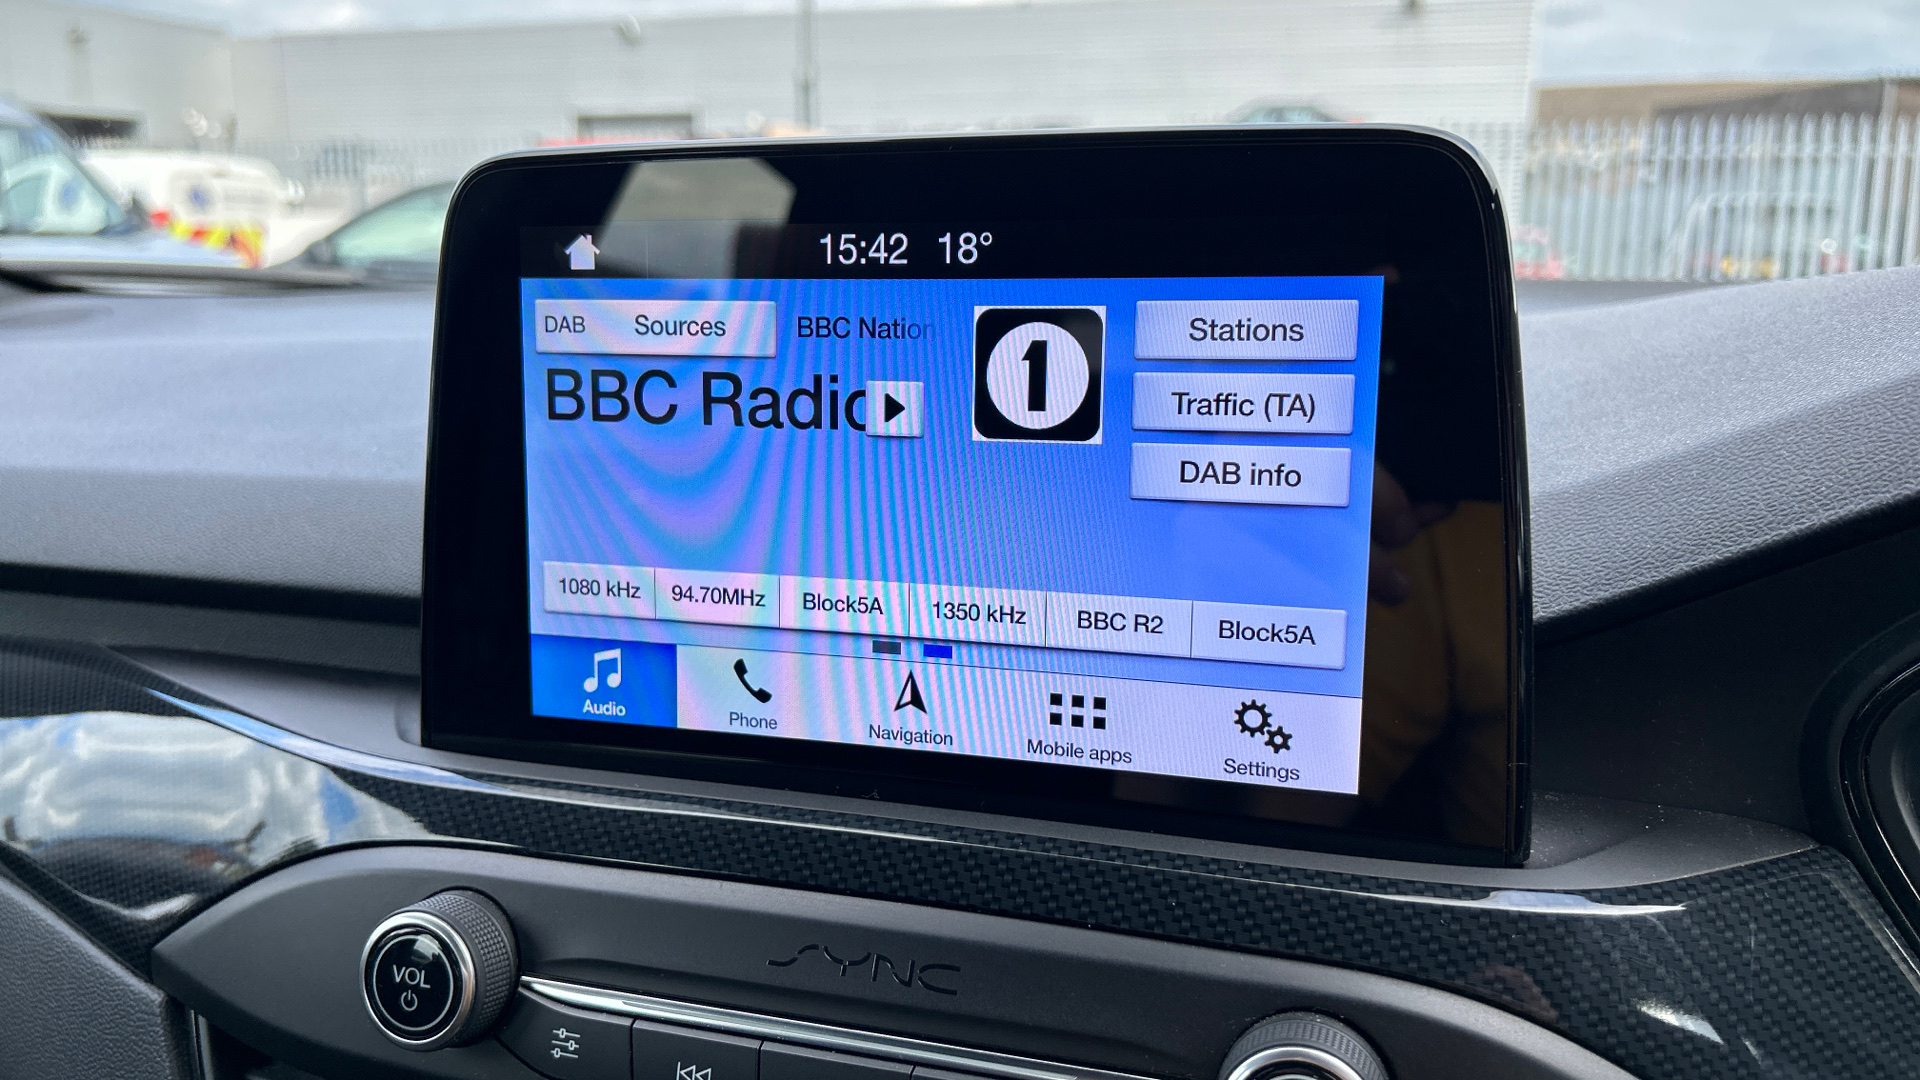 15:42 18°
DAB Sources BBC Nation
1
Stations
BBC Radio
Traffic (TA)
DAB info
1080 kHz 94.70MHz Block5A 1350 kHz BBC R2 Block5A
Audio Phone Navigation Mobile apps Settings
SYNC
VOL